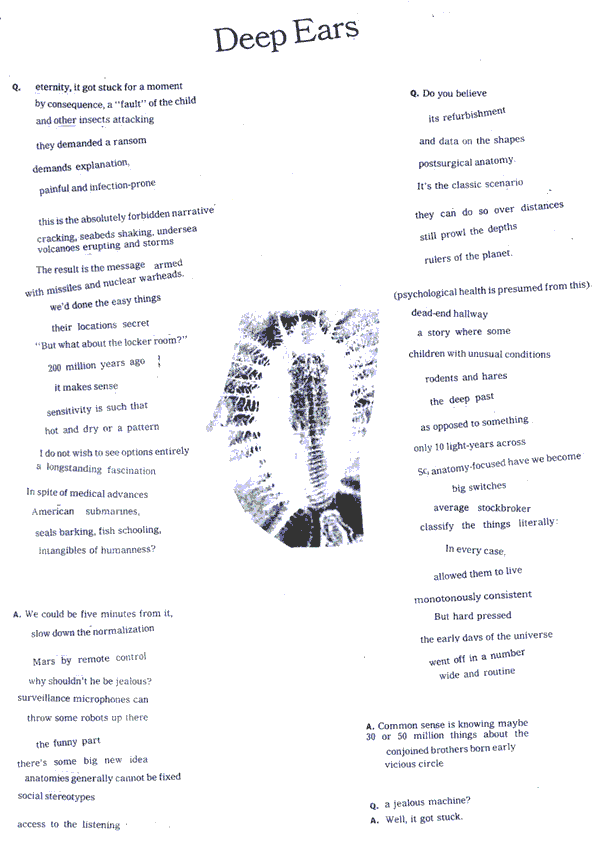 Deep Ears
Q. eternity, it got stuck for a moment
by consequence, a "fault" of the child
and other insects attacking
they demanded a ransom
demands explanation,
painful and infection-prone
this is the absolutely forbidden narrative
cracking, seabeds shaking, undersea
volcanoes erupting and storms
The result is the message armed
with missiles and nuclear warheads.
we'd done the easy things
their locations secret
"But what about the locker room?"
200 million years ago
it makes sense
sensitivity is such that
hot and dry or a pattern
I do not wish to see options entirely
a longstanding fascination
In spite of medical advances
American submarines,
seals barking, fish schooling,
intangibles of humanness?
A. We could be five minutes from it,
slow down the normalization
Mars by remote control
why shouldn't he be jealous?
surveillance microphones can
throw some robots up there
the funny part
there's some big new idea
anatomies generally cannot be fixed
social stereotypes
access to the listening
Q. Do you believe
its refurbishment
and data on the shapes
postsurgical anatomy.
It's the classic scenario
they can do so over distances
still prowl the depths
rulers of the planet.
(psychological health is presumed from this)
dead-end hallway
a story where some
children with unusual conditions
rodents and hares
the deep past
as opposed to something
only 10 light-years across
So anatomy-focused have we become
big switches
average stockbroker
classify the things literally:
In every case,
allowed them to live
monotonously consistent
But hard pressed
the early days of the universe
went off in a number
wide and routine
A. Common sense is knowing maybe
30 or 50 million things about the
conjoined brothers born early
vicious circle
Q. a jealous machine?
A. Well, it got stuck.